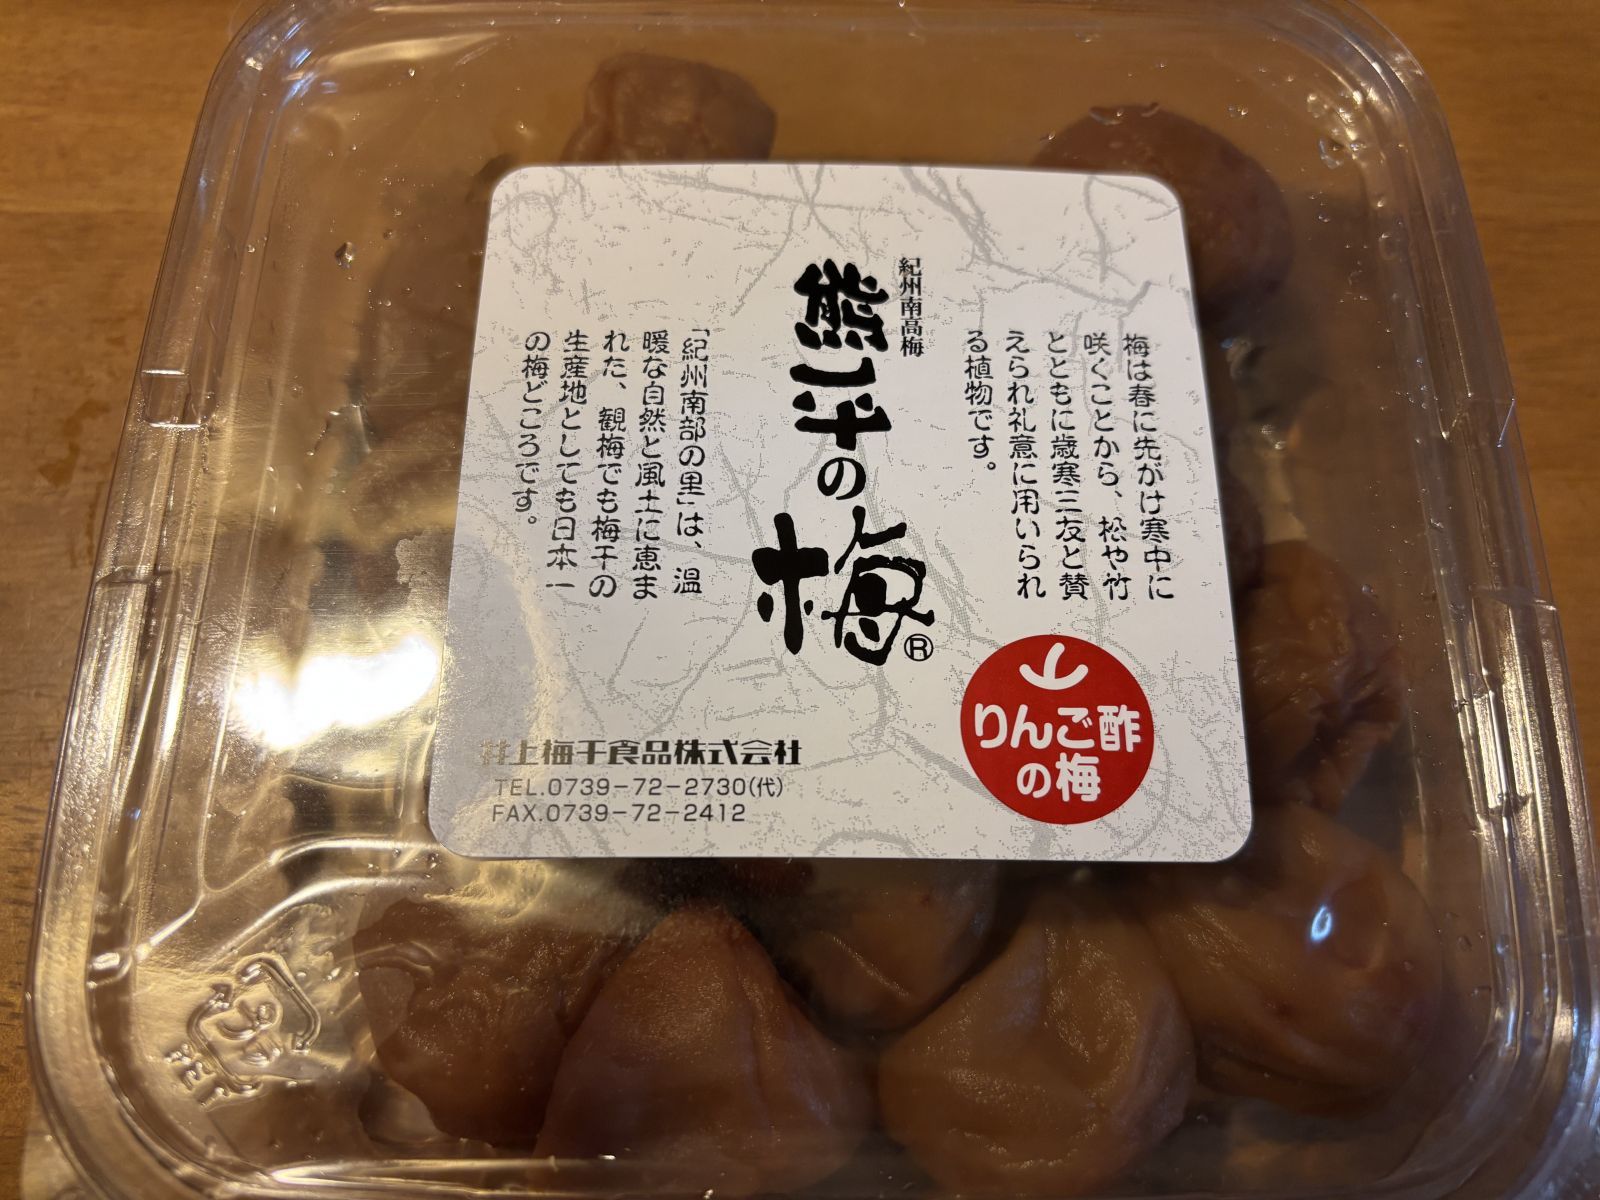 梅は春に先がけ寒中に
咲くことから、松や竹
とともに歳寒三友と賛
えられ礼意に用いられ
る植物です。
紀州南高梅
熊平の
梅®
「紀州南部の里」は、温
暖な自然と風土に恵ま
れた、観梅でも梅干の
生産地としても日本一
の梅どころです。
りんご酢
の梅
井上梅干食品株式会社
TEL.0739-72-2730(代)
FAX.0739-72-2412
PET